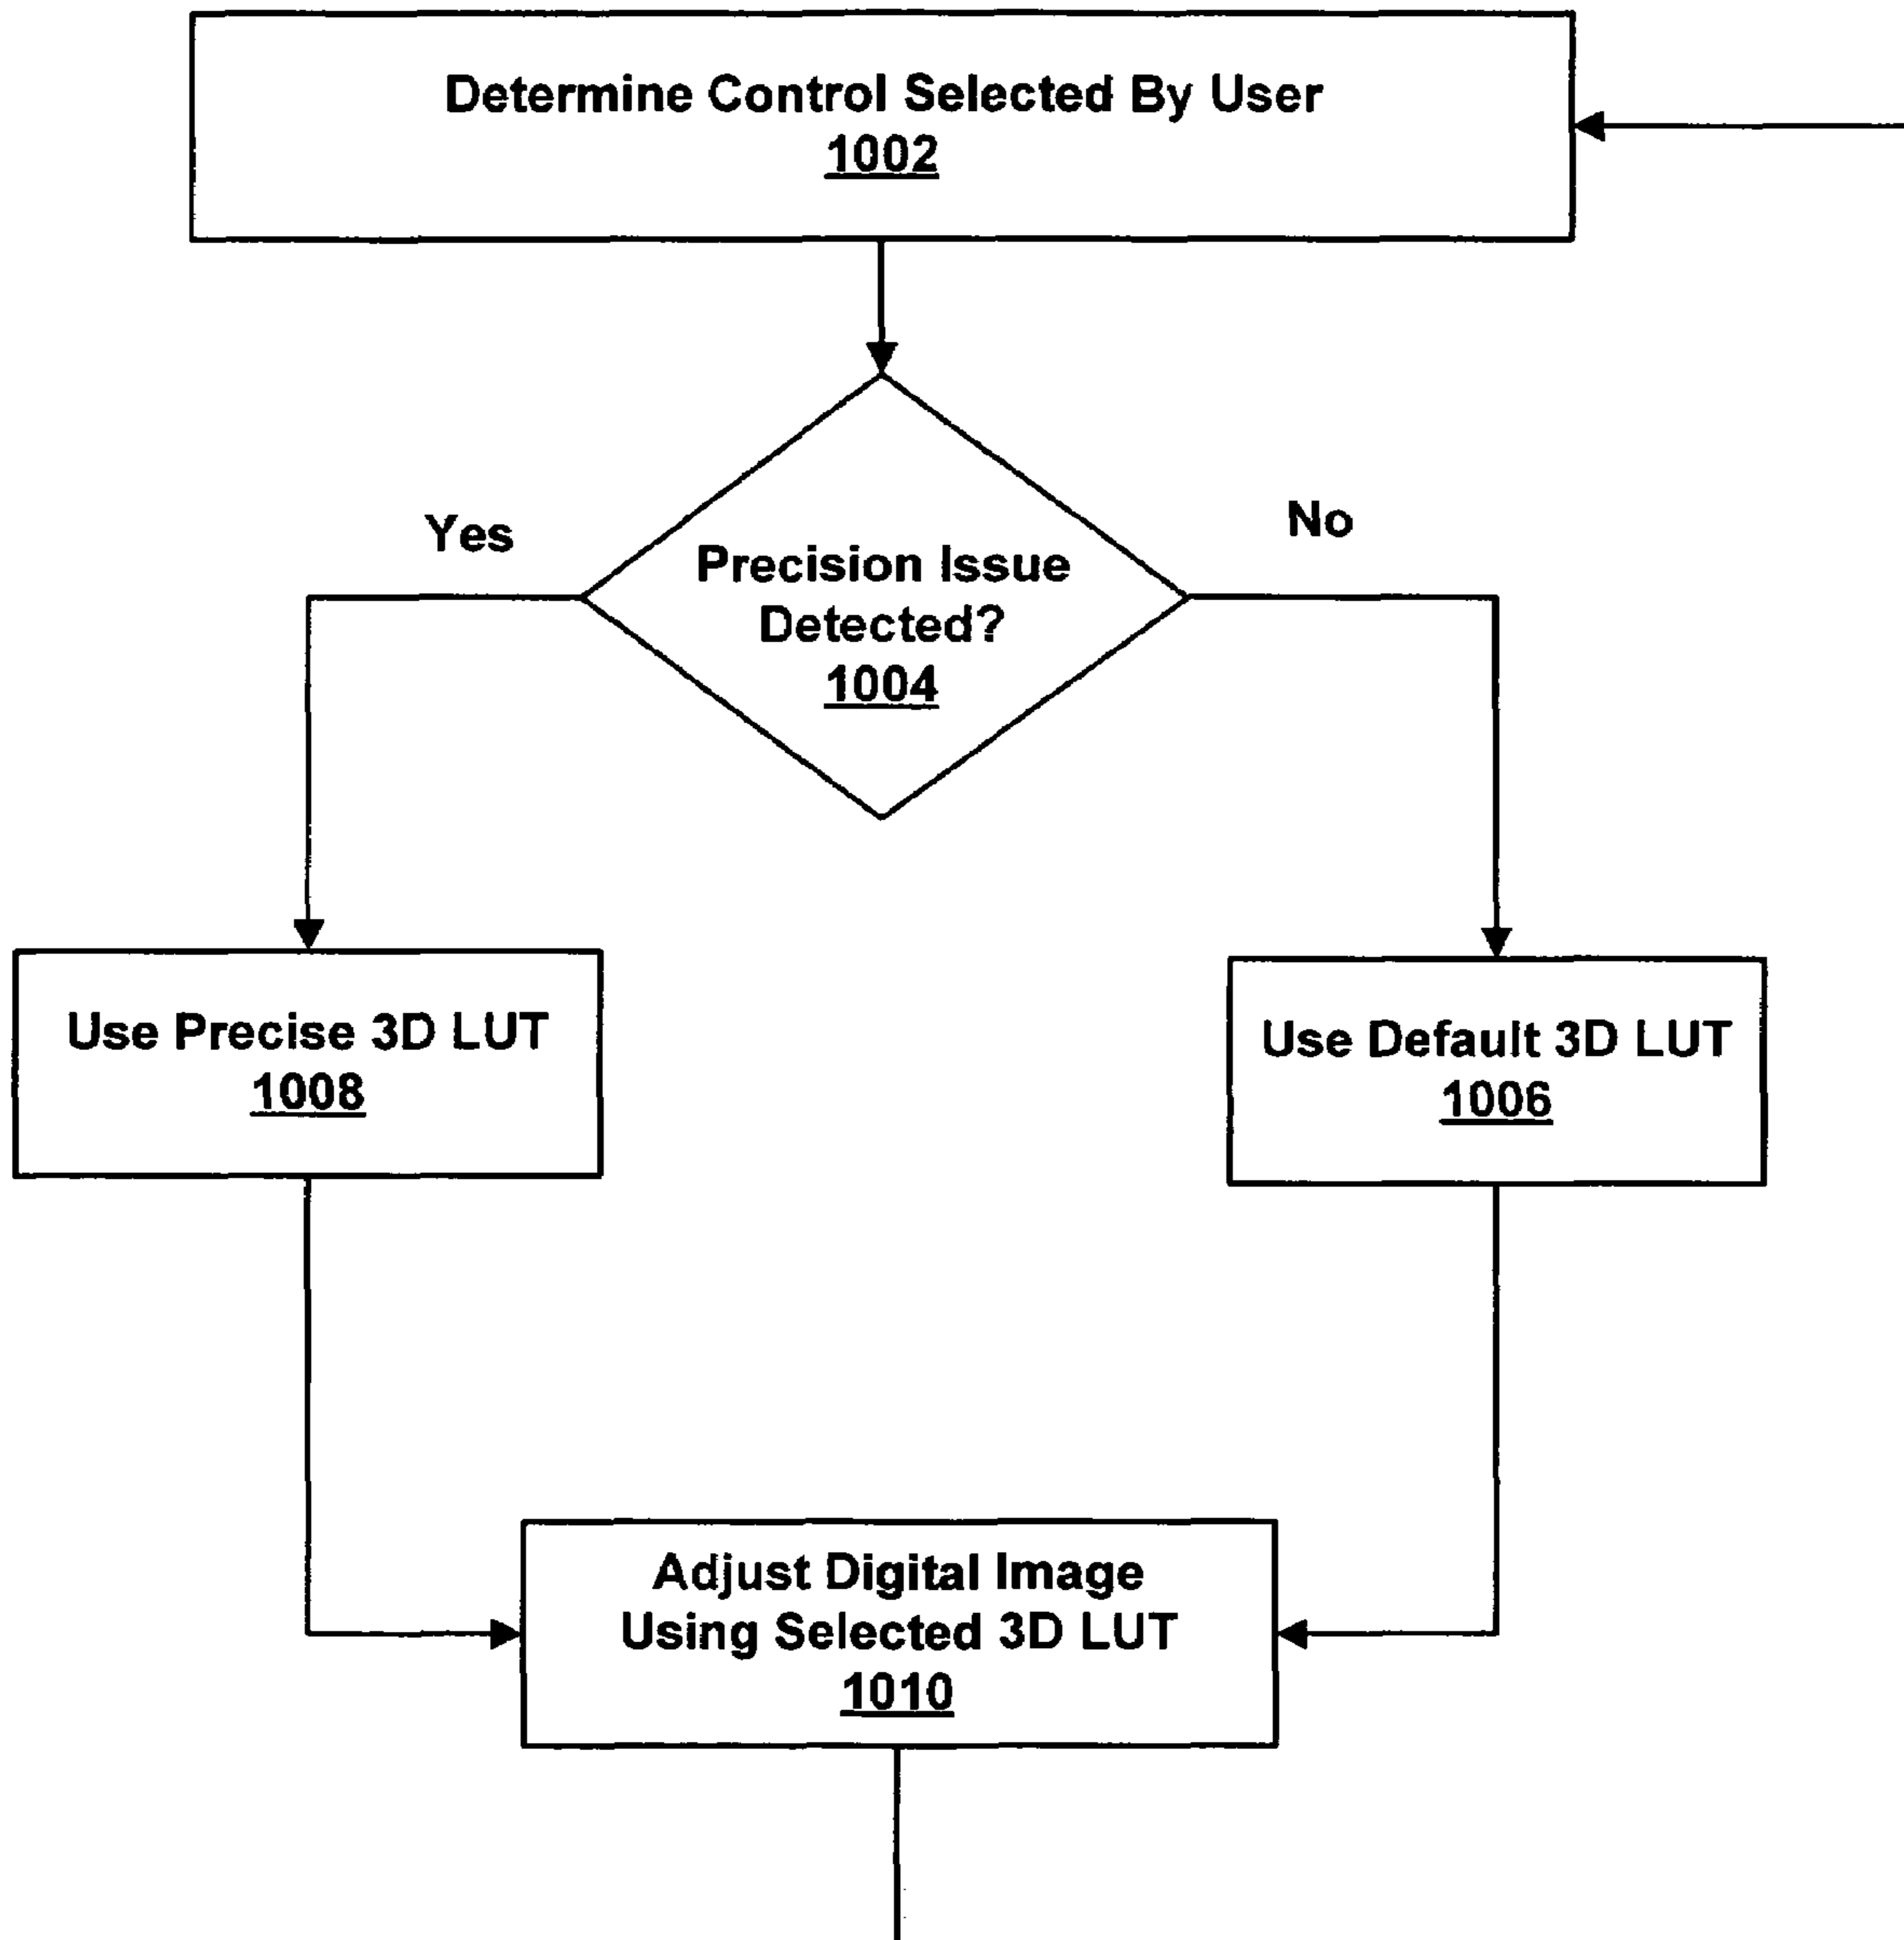 Determine Control Selected By User
1002
Yes
No
Precision Issue
Detected?
1004
Use Precise 3D LUT
1008
Use Default 3D LUT
1006
Adjust Digital Image
Using Selected 3D LUT
1010